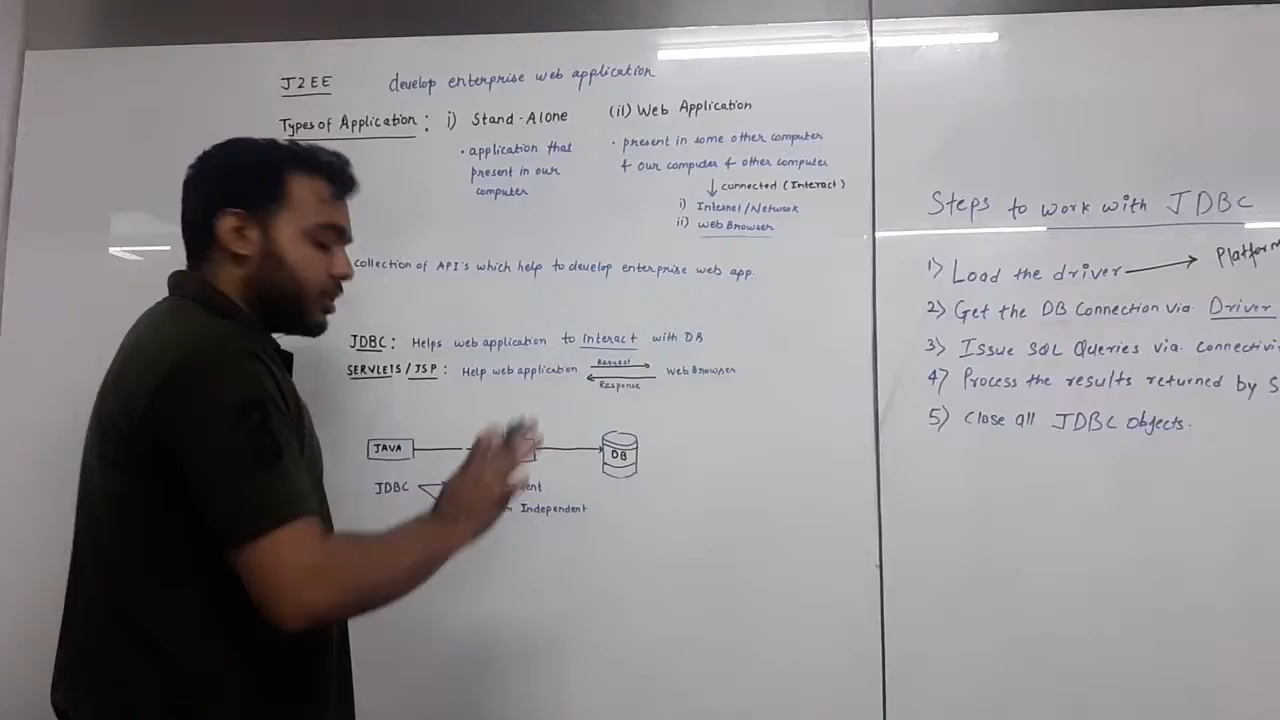 J2EE develop enterprise web application
Types of Application : i) Stand-Alone (ii) Web Application
• application that
present in our
computer
• present in some other computer
& our computer & other computer
↓ connected (Interact)
i) Internet/Network
ii) Web Browser
collection of API's which help to develop enterprise web app.
JDBC : Helps web application to interact with DB
SERVLETS / JSP : Help web application Request Response Web Browser
JAVA DB
JDBC
Independent
Steps to work with JDBC
1) Load the driver → Platform
2) Get the DB Connection via Driver
3) Issue SQL Queries via
4) Process the results returned by
5) Close all JDBC Objects.